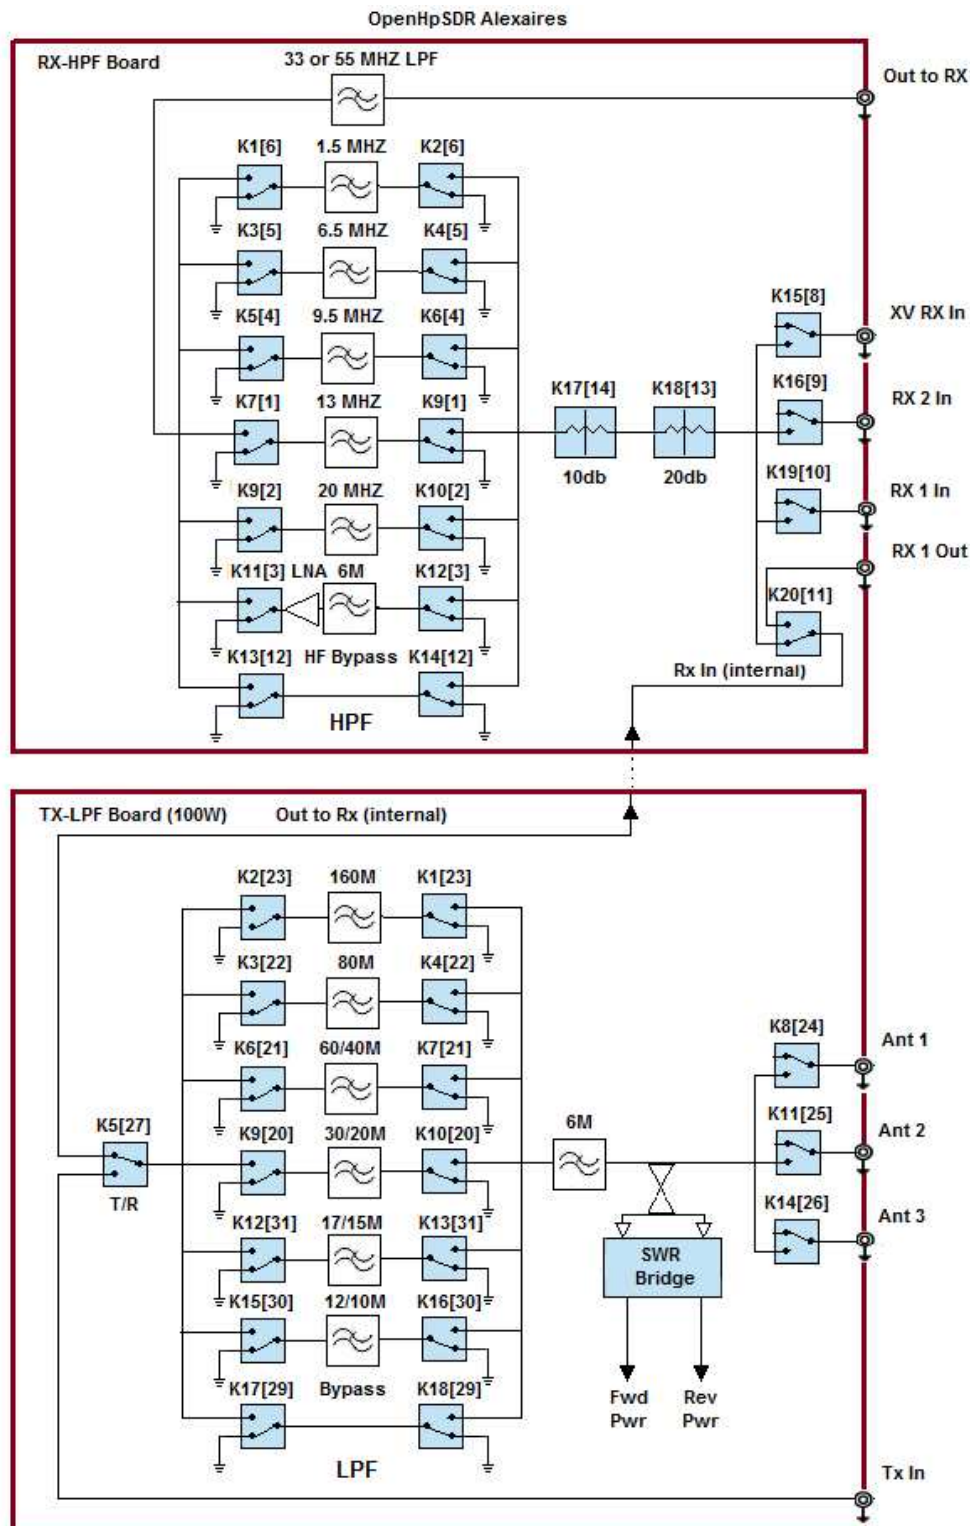 OpenHpSDR Alexaires
RX-HPF Board
33 or 55 MHZ LPF
Out to RX
K1[6] 1.5 MHZ K2[6]
K3[5] 6.5 MHZ K4[5]
K5[4] 9.5 MHZ K6[4]
K15[8] XV RX In
K7[1] 13 MHZ K9[1]
K17[14] K18[13]
K16[9] RX 2 In
10db 20db
K9[2] 20 MHZ K10[2]
K19[10] RX 1 In
RX 1 Out
K11[3] LNA 6M K12[3]
K20[11]
K13[12] HF Bypass K14[12]
Rx In (internal)
HPF
TX-LPF Board (100W) Out to Rx (internal)
K2[23] 160M K1[23]
K3[22] 80M K4[22]
K6[21] 60/40M K7[21]
K8[24] Ant 1
K5[27]
K9[20] 30/20M K10[20]
6M
K11[25] Ant 2
T/R
K12[31] 17/15M K13[31]
K14[26] Ant 3
SWR
Bridge
K15[30] 12/10M K16[30]
K17[29] Bypass K18[29]
Fwd
Pwr
Rev
Pwr
LPF
Tx In